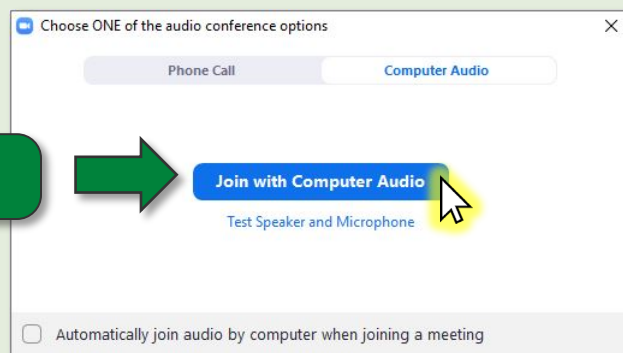 Choose ONE of the audio conference options
Phone Call
Computer Audio
Join with Computer Audio
Test Speaker and Microphone
Automatically join audio by computer when joining a meeting